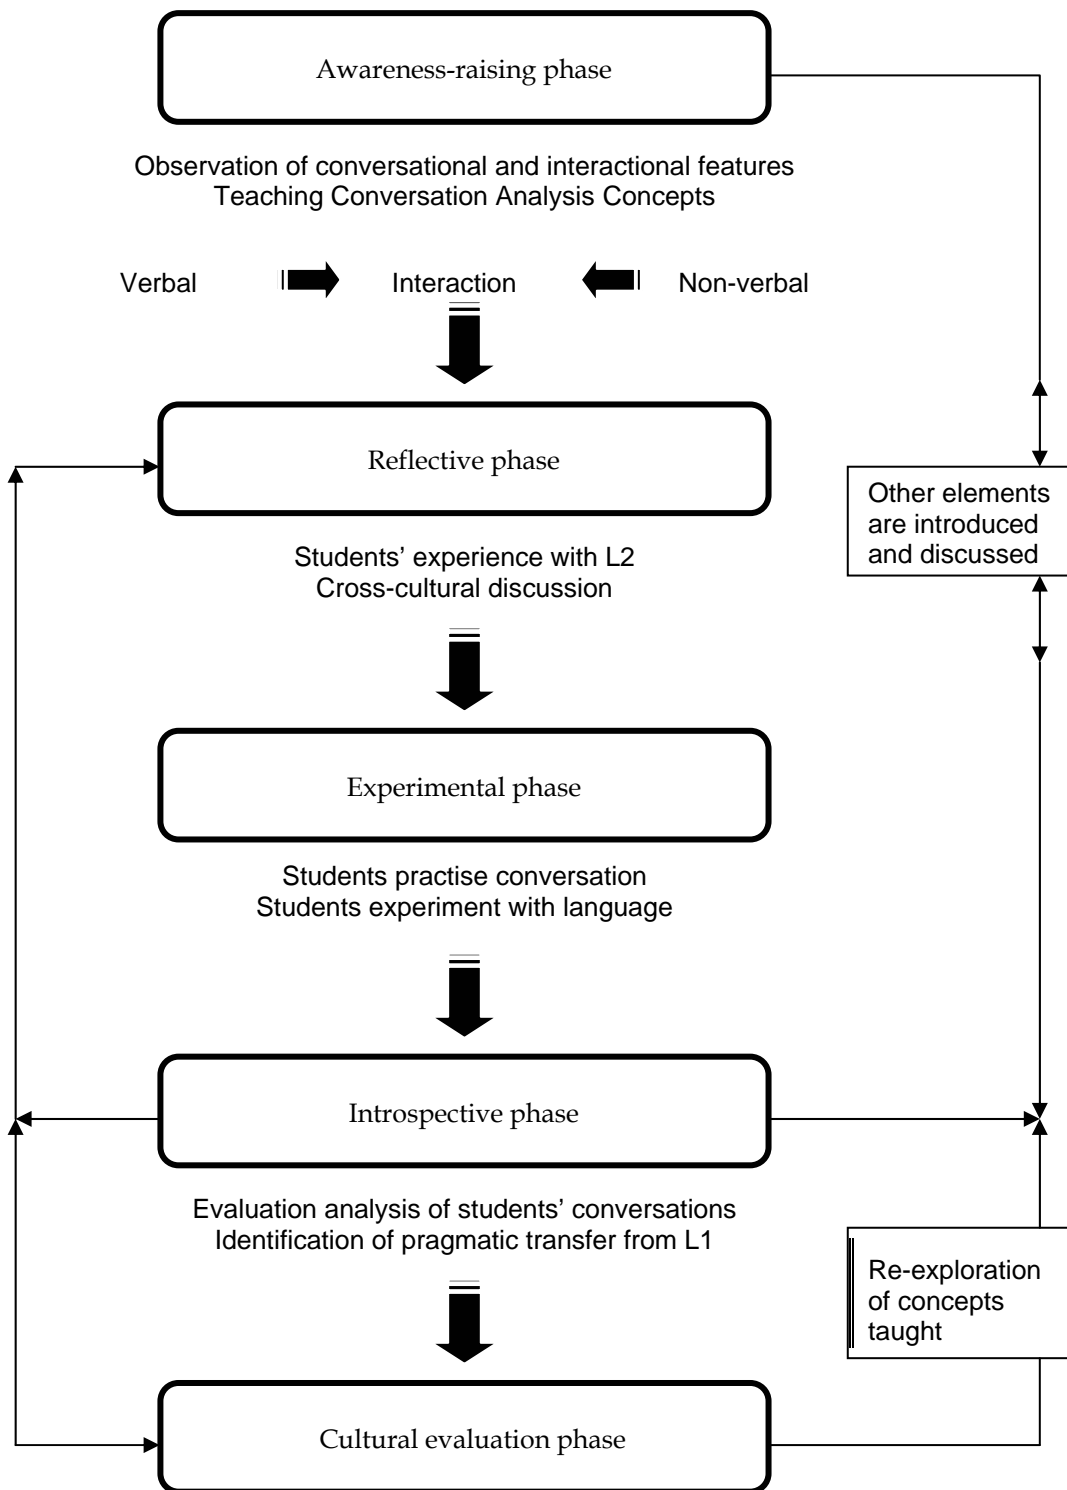 Awareness-raising phase
Observation of conversational and interactional features
Teaching Conversation Analysis Concepts
Verbal Interaction Non-verbal
Reflective phase
Other elements
are introduced
and discussed
Students’ experience with L2
Cross-cultural discussion
Experimental phase
Students practise conversation
Students experiment with language
Introspective phase
Evaluation analysis of students’ conversations
Identification of pragmatic transfer from L1
Re-exploration
of concepts
taught
Cultural evaluation phase